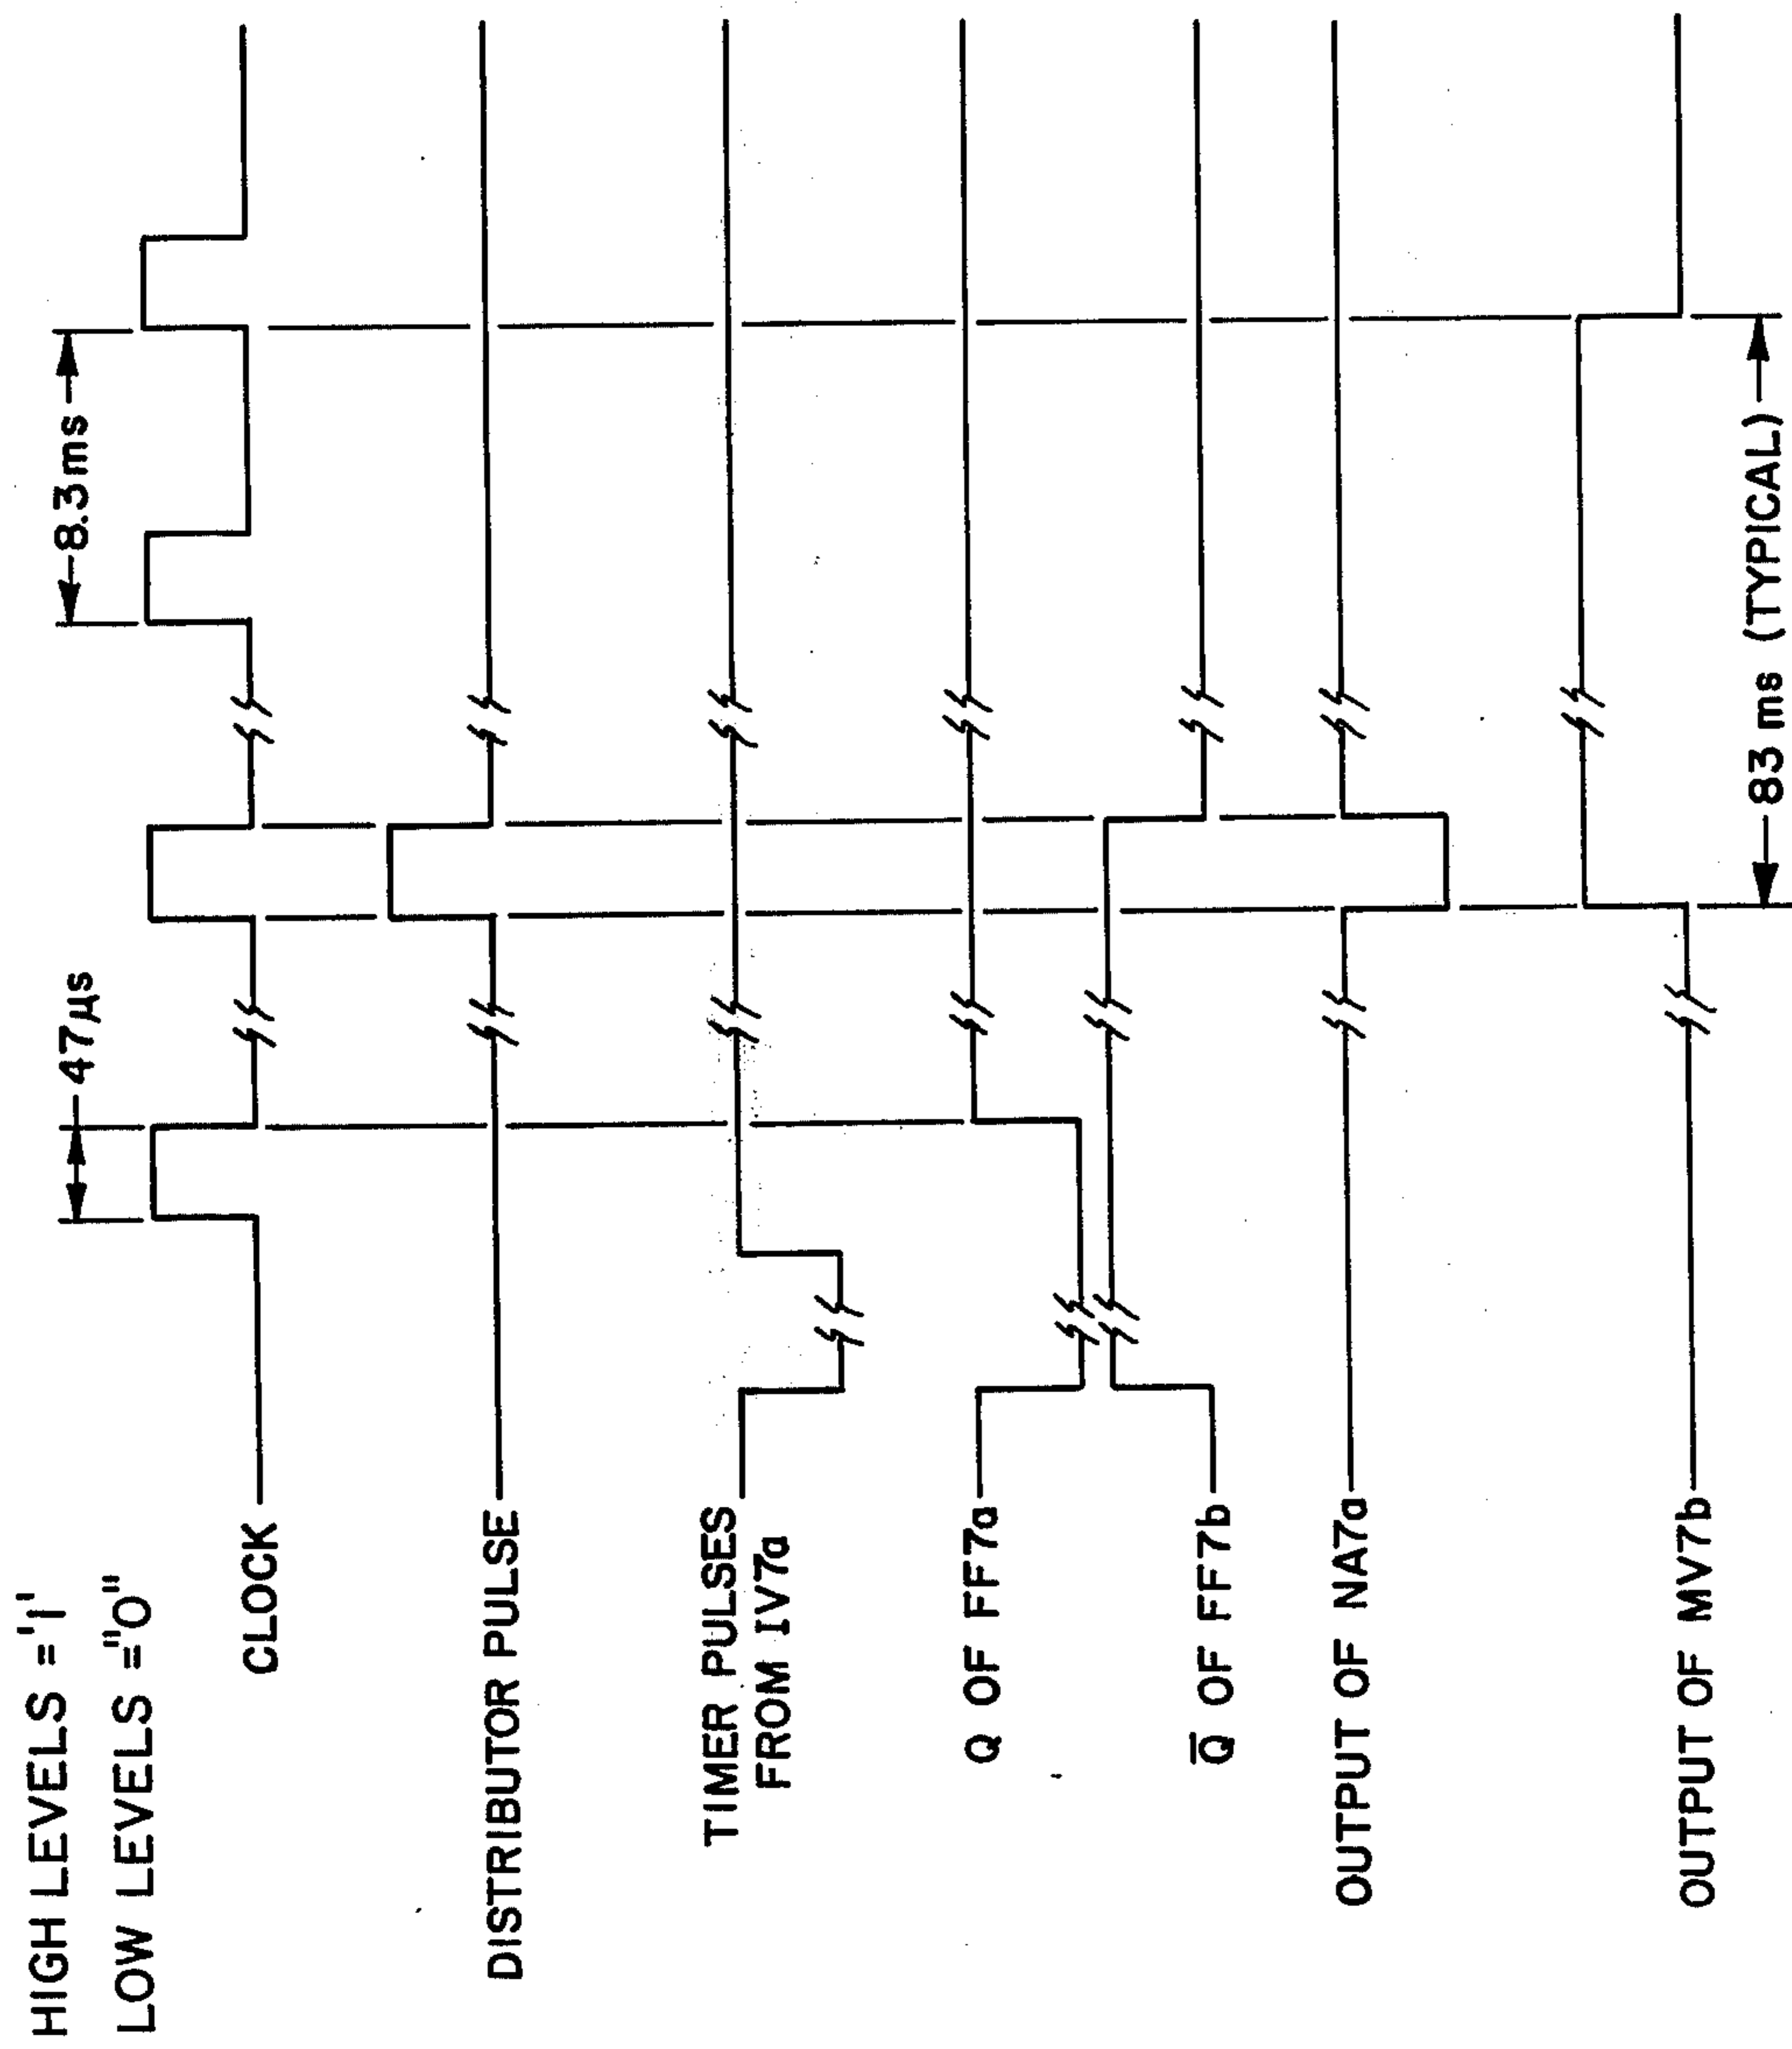 HIGH LEVELS ="1"
LOW LEVELS ="0"
47µs
8.3ms
CLOCK
DISTRIBUTOR PULSE
TIMER PULSES
FROM IV7a
Q OF FF7a
Q̅ OF FF7b
OUTPUT OF NA7a
OUTPUT OF MV7b
83 ms (TYPICAL)